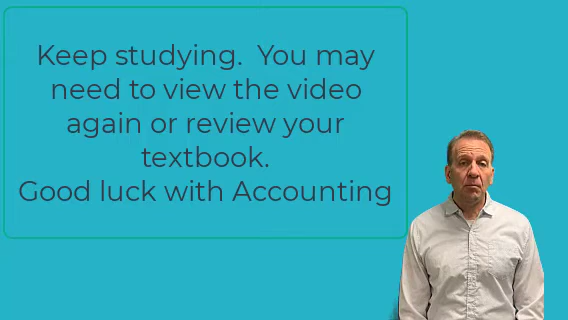 Keep studying.  You may
need to view the video
again or review your
textbook.
Good luck with Accounting